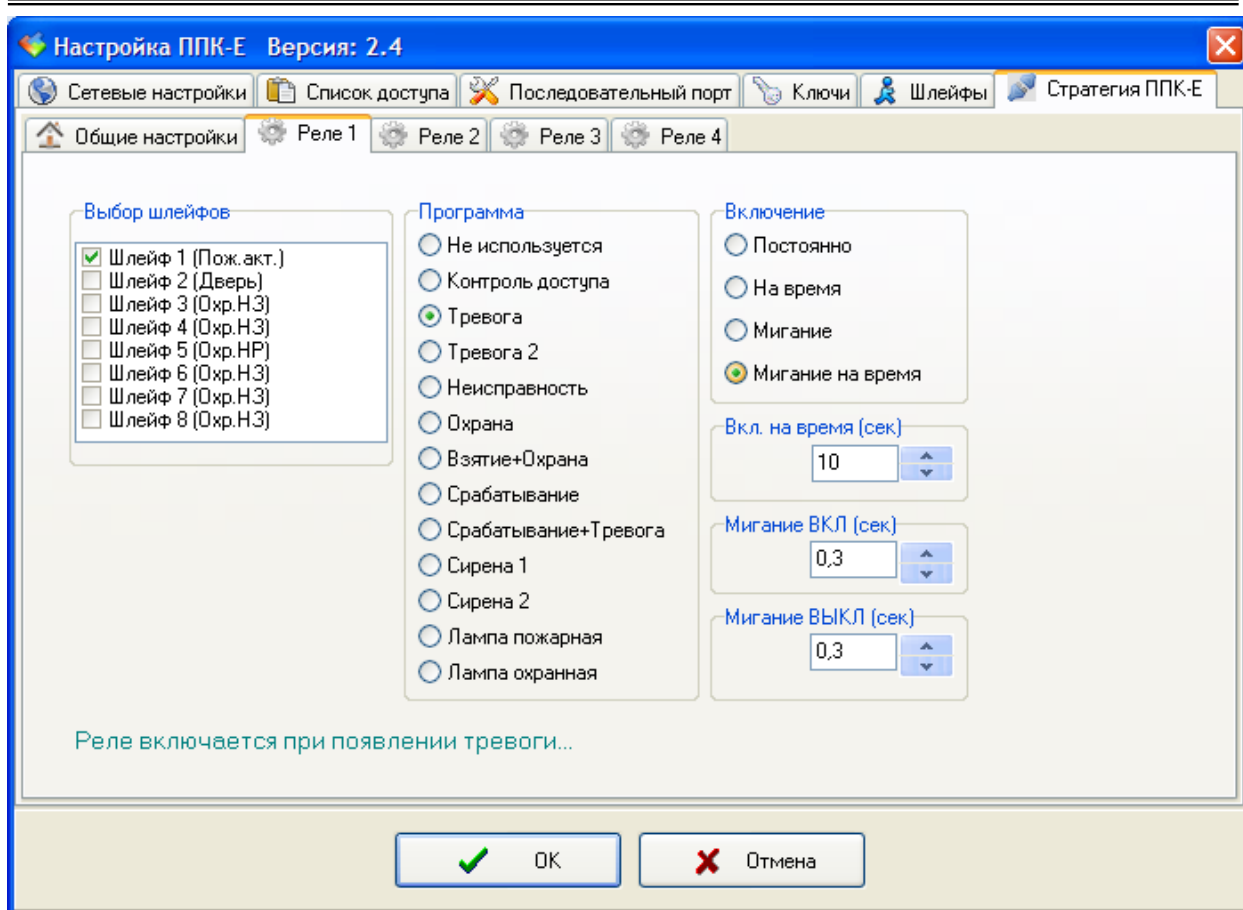 Настройка ППК-Е Версия: 2.4
Сетевые настройки Список доступа Последовательный порт Ключи Шлейфы Стратегия ППК-Е
Общие настройки Реле 1 Реле 2 Реле 3 Реле 4
Выбор шлейфов
Шлейф 1 (Пож.акт.)
Шлейф 2 (Дверь)
Шлейф 3 (Охр.НЗ)
Шлейф 4 (Охр.НЗ)
Шлейф 5 (Охр.НР)
Шлейф 6 (Охр.НЗ)
Шлейф 7 (Охр.НЗ)
Шлейф 8 (Охр.НЗ)
Программа
Не используется
Контроль доступа
Тревога
Тревога 2
Неисправность
Охрана
Взятие+Охрана
Срабатывание
Срабатывание+Тревога
Сирена 1
Сирена 2
Лампа пожарная
Лампа охранная
Включение
Постоянно
На время
Мигание
Мигание на время
Вкл. на время (сек)
10
Мигание ВКЛ (сек)
0,3
Мигание ВЫКЛ (сек)
0,3
Реле включается при появлении тревоги...
ОК Отмена